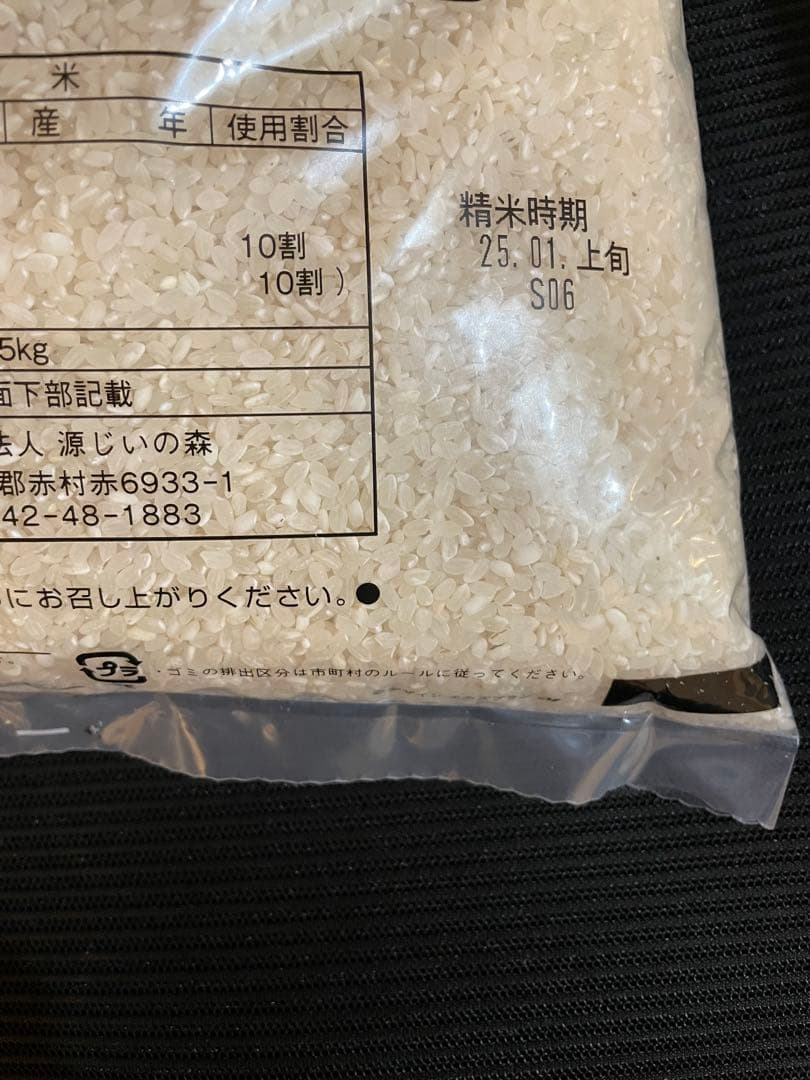 米
産 年 使用割合
精米時期
25.01.上旬
S06
10割
10割)
5kg
面下部記載
法人 源じいの森
郡赤村赤6933-1
42-48-1883
にお召し上がりください。●
プラ ・ゴミの排出区分は市町村のルールに従ってください。